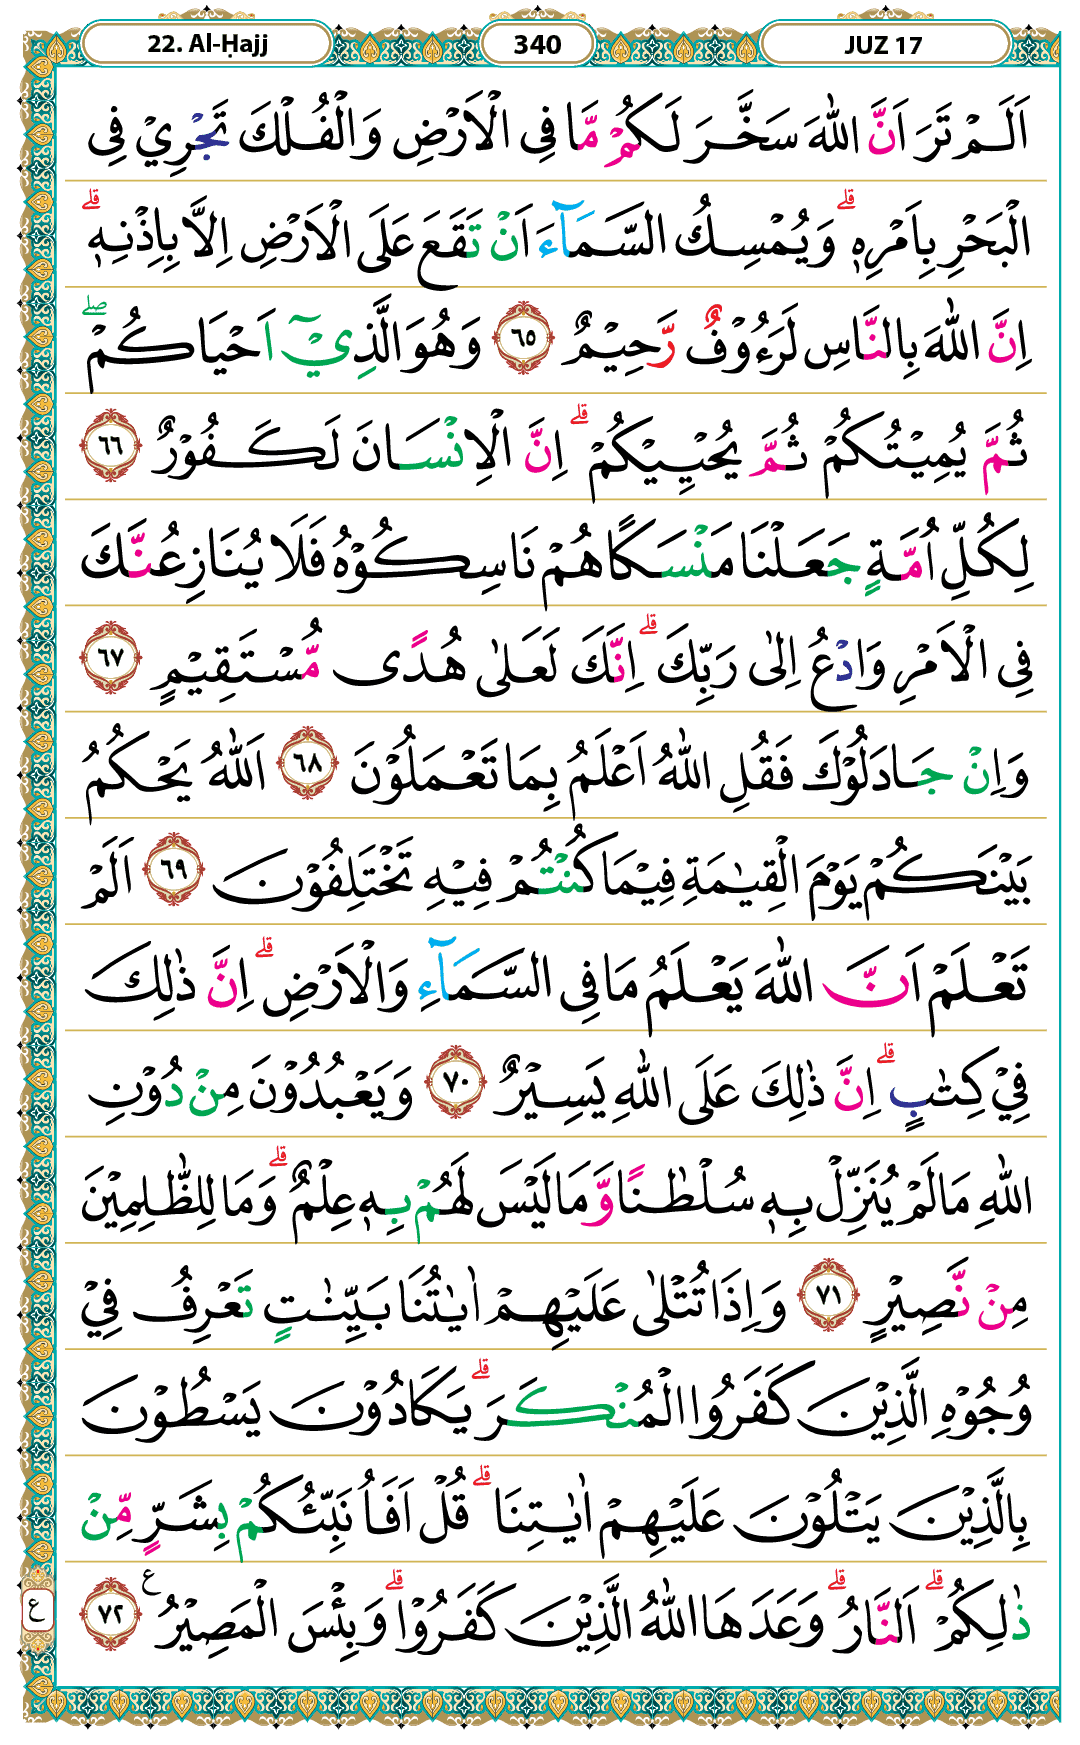 22. Al-Ḥajj
340
JUZ 17
اَلَمْ تَرَ اَنَّ اللّٰهَ سَخَّرَ لَكُمْ مَّا فِى الْاَرْضِ وَالْفُلْكَ تَجْرِيْ فِى
الْبَحْرِ بِاَمْرِهٖ ۗ وَيُمْسِكُ السَّمَاۤءَ اَنْ تَقَعَ عَلَى الْاَرْضِ اِلَّا بِاِذْنِهٖ ۗ
اِنَّ اللّٰهَ بِالنَّاسِ لَرَءُوْفٌ رَّحِيْمٌ ٦٥ وَهُوَ الَّذِيْٓ اَحْيَاكُمْ ۖ
ثُمَّ يُمِيْتُكُمْ ثُمَّ يُحْيِيْكُمْ ۗ اِنَّ الْاِنْسَانَ لَكَفُوْرٌ ٦٦
لِكُلِّ اُمَّةٍ جَعَلْنَا مَنْسَكًا هُمْ نَاسِكُوْهُ فَلَا يُنَازِعُنَّكَ
فِى الْاَمْرِ وَادْعُ اِلٰى رَبِّكَ ۗ اِنَّكَ لَعَلٰى هُدًى مُّسْتَقِيْمٍ ٦٧
وَاِنْ جَادَلُوْكَ فَقُلِ اللّٰهُ اَعْلَمُ بِمَا تَعْمَلُوْنَ ٦٨ اَللّٰهُ يَحْكُمُ
بَيْنَكُمْ يَوْمَ الْقِيٰمَةِ فِيْمَا كُنْتُمْ فِيْهِ تَخْتَلِفُوْنَ ٦٩ اَلَمْ
تَعْلَمْ اَنَّ اللّٰهَ يَعْلَمُ مَا فِى السَّمَاۤءِ وَالْاَرْضِ ۗ اِنَّ ذٰلِكَ
فِيْ كِتٰبٍ ۗ اِنَّ ذٰلِكَ عَلَى اللّٰهِ يَسِيْرٌ ٧٠ وَيَعْبُدُوْنَ مِنْ دُوْنِ
اللّٰهِ مَا لَمْ يُنَزِّلْ بِهٖ سُلْطٰنًا وَّمَا لَيْسَ لَهُمْ بِهٖ عِلْمٌ ۗ وَمَا لِلظّٰلِمِيْنَ
مِنْ نَّصِيْرٍ ٧١ وَاِذَا تُتْلٰى عَلَيْهِمْ اٰيٰتُنَا بَيِّنٰتٍ تَعْرِفُ فِيْ
وُجُوْهِ الَّذِيْنَ كَفَرُوا الْمُنْكَرَ ۗ يَكَادُوْنَ يَسْطُوْنَ
بِالَّذِيْنَ يَتْلُوْنَ عَلَيْهِمْ اٰيٰتِنَا ۗ قُلْ اَفَاُنَبِّئُكُمْ بِشَرٍّ مِّنْ
ذٰلِكُمْ ۗ اَلنَّارُ ۗ وَعَدَهَا اللّٰهُ الَّذِيْنَ كَفَرُوْا ۗ وَبِئْسَ الْمَصِيْرُ ࣖ ٧٢
ع